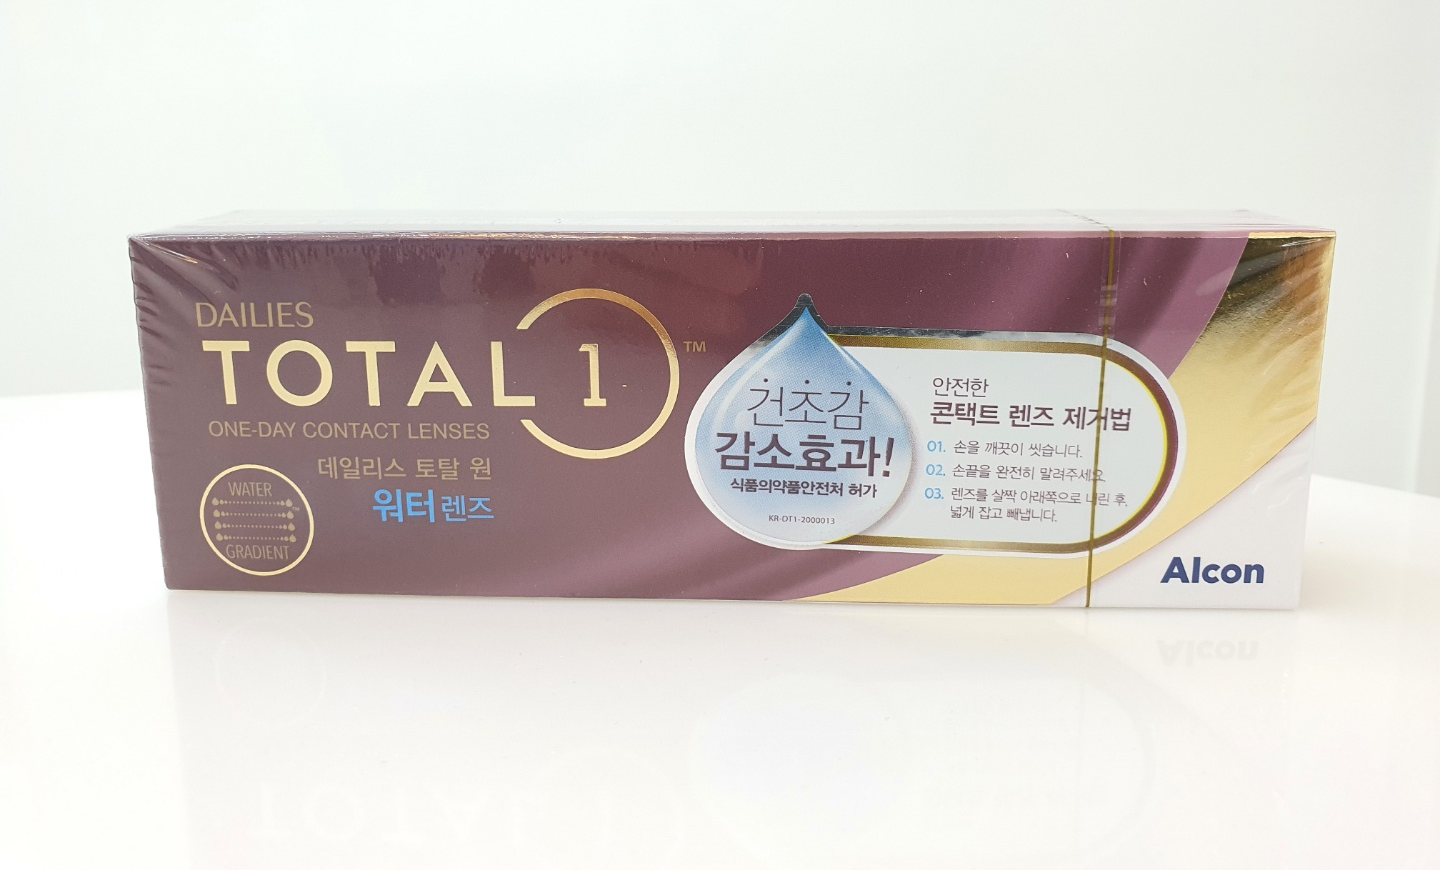 DAILIES
TOTAL 1™
ONE-DAY CONTACT LENSES
데일리스 토탈 원
워터렌즈
WATER
GRADIENT
건조감
감소효과!
식품의약품안전처 허가
KR-DT1-2000013
안전한
콘택트 렌즈 제거법
01. 손을 깨끗이 씻습니다.
02. 손끝을 완전히 말려주세요.
03. 렌즈를 살짝 아래쪽으로 내린 후,
넓게 잡고 빼냅니다.
Alcon